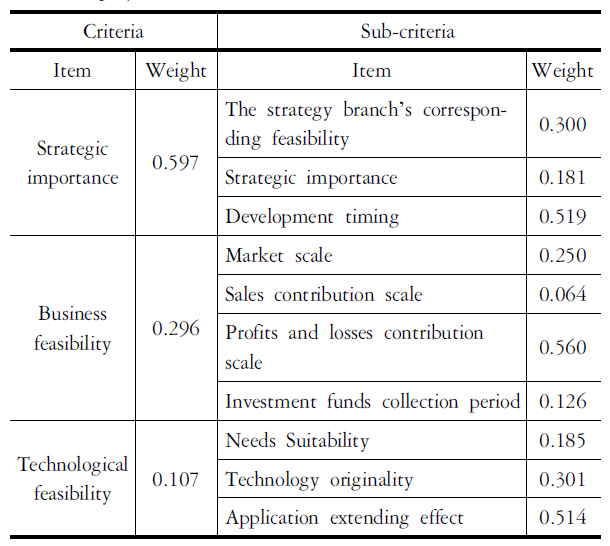 Criteria Sub-criteria
Item Weight Item Weight
Strategic importance 0.597 The strategy branch's correspon-
ding feasibility 0.300
Strategic importance 0.181
Development timing 0.519
Business feasibility 0.296 Market scale 0.250
Sales contribution scale 0.064
Profits and losses contribution
scale 0.560
Investment funds collection period 0.126
Technological feasibility 0.107 Needs Suitability 0.185
Technology originality 0.301
Application extending effect 0.514